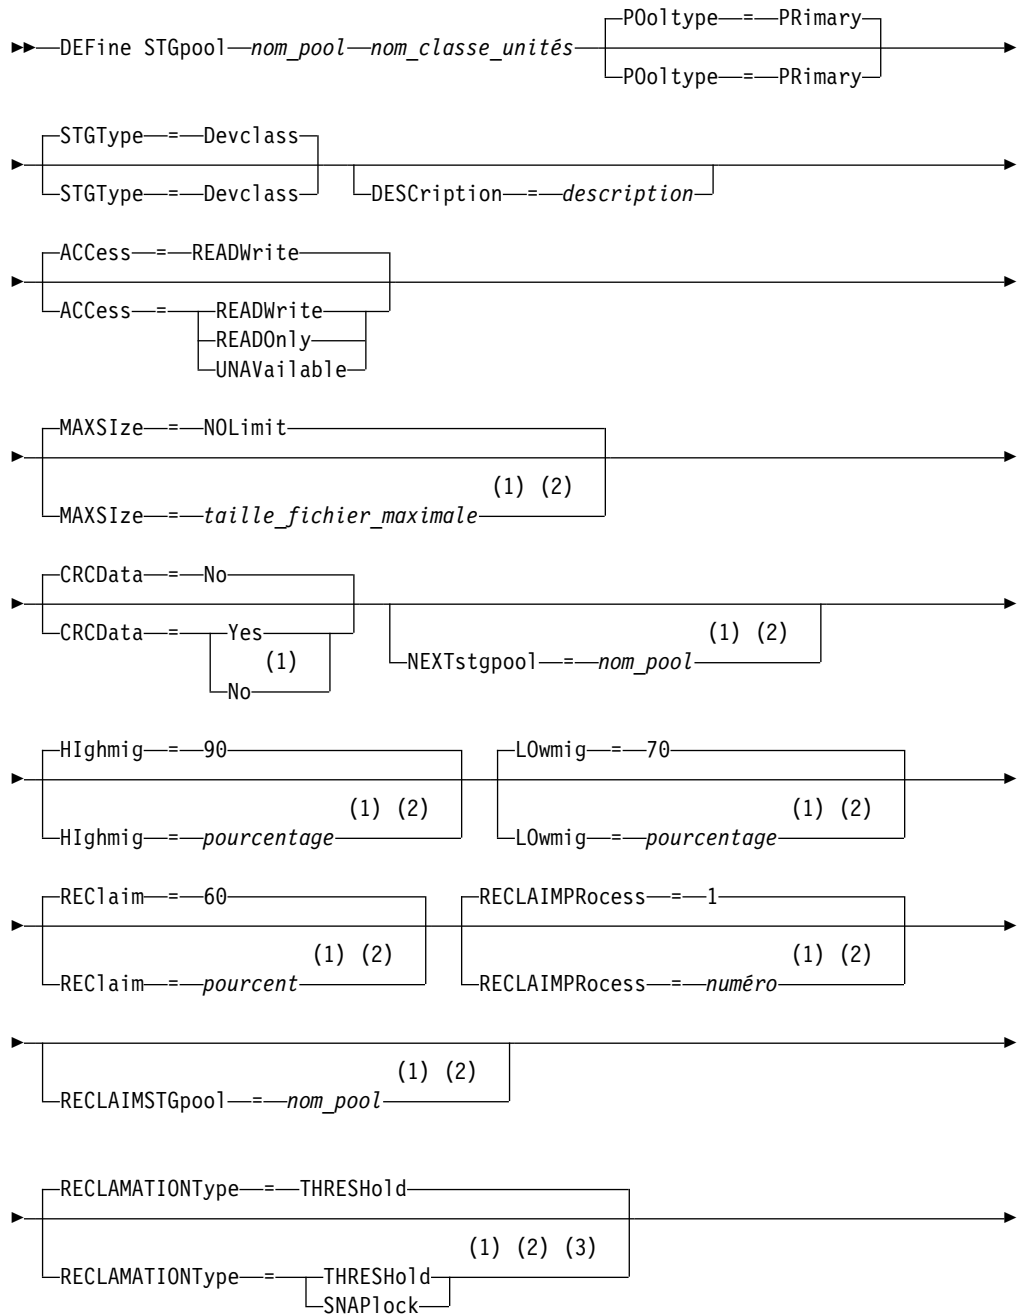 POoltype = PRimary
DEFine STGpool nom_pool nom_classe_unités
POoltype = PRimary
STGType = Devclass
STGType = Devclass
DESCription = description
ACCess = READWrite
ACCess = READWrite
READOnly
UNAVailable
MAXSIze = NOLimit
(1) (2)
MAXSIze = taille_fichier_maximale
CRCData = No
CRCData = Yes
(1)
No
(1) (2)
NEXTstgpool = nom_pool
HIghmig = 90
(1) (2)
HIghmig = pourcentage
LOwmig = 70
(1) (2)
LOwmig = pourcentage
REClaim = 60
(1) (2)
REClaim = pourcent
RECLAIMPRocess = 1
(1) (2)
RECLAIMPRocess = numéro
(1) (2)
RECLAIMSTGpool = nom_pool
RECLAMATIONType = THRESHold
(1) (2) (3)
RECLAMATIONType = THRESHold
SNAPlock